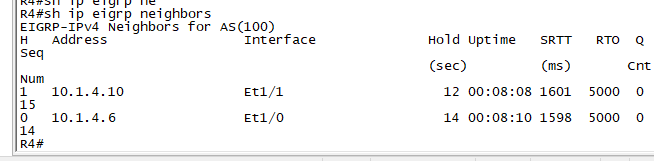 R4#sh ip eigrp ne
R4#sh ip eigrp neighbors
EIGRP-IPv4 Neighbors for AS(100)
H   Address                 Interface              Hold Uptime   SRTT   RTO  Q
Seq
                                                   (sec)         (ms)       Cnt
Num
1   10.1.4.10               Et1/1                    12 00:08:08 1601  5000  0
15
0   10.1.4.6                Et1/0                    14 00:08:10 1598  5000  0
14
R4#